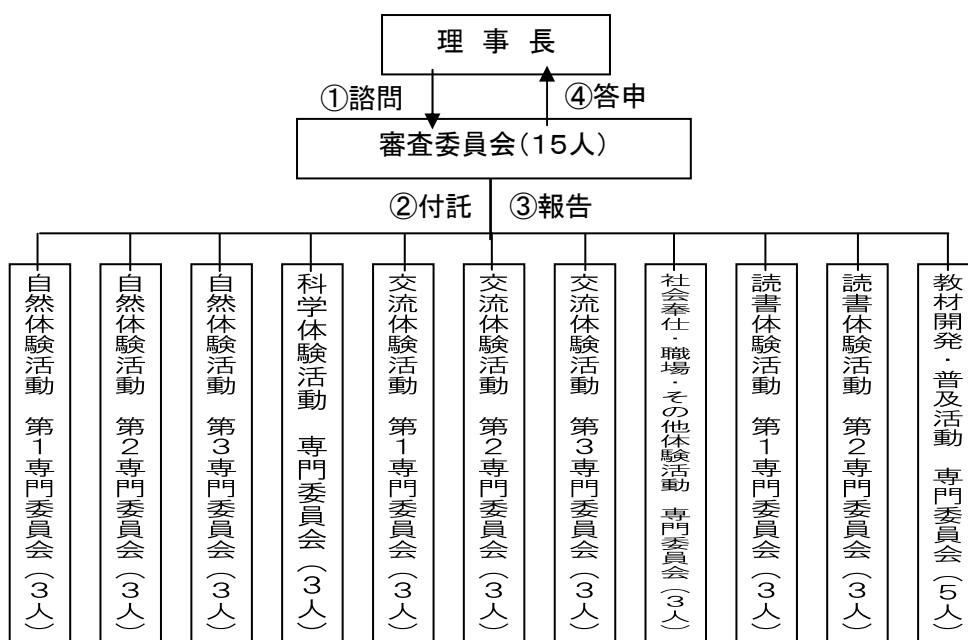 理　事　長
①諮問
④答申
審査委員会（１５人）
②付託
③報告
自然体験活動　第１専門委員会（３人）
自然体験活動　第２専門委員会（３人）
自然体験活動　第３専門委員会（３人）
科学体験活動　専門委員会（３人）
交流体験活動　第１専門委員会（３人）
交流体験活動　第２専門委員会（３人）
交流体験活動　第３専門委員会（３人）
社会奉仕・職場・その他体験活動　専門委員会（３人）
読書体験活動　第１専門委員会（３人）
読書体験活動　第２専門委員会（３人）
教材開発・普及活動　専門委員会（５人）